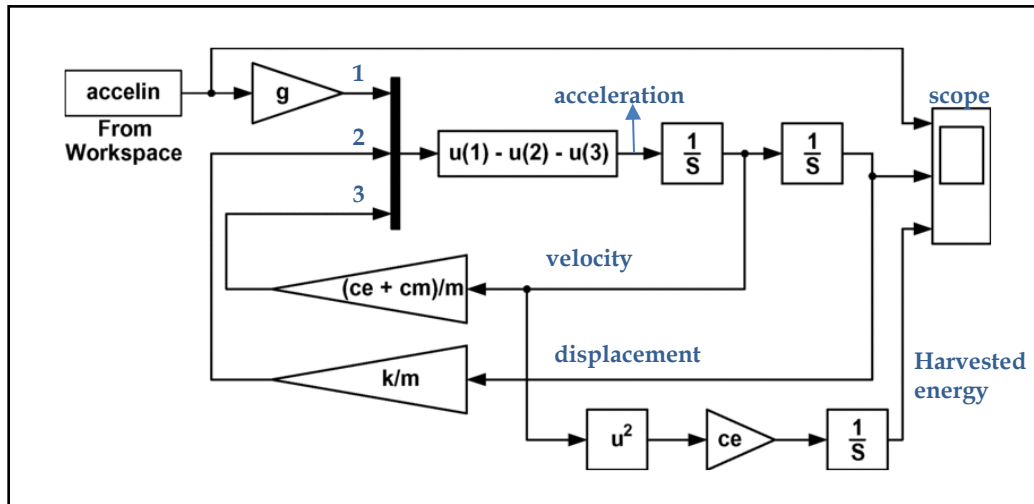 accelin
From
Workspace
g
1
2
3
u(1) - u(2) - u(3)
acceleration
1
S
1
S
scope
velocity
(ce + cm)/m
displacement
k/m
Harvested
energy
u²
ce
1
S